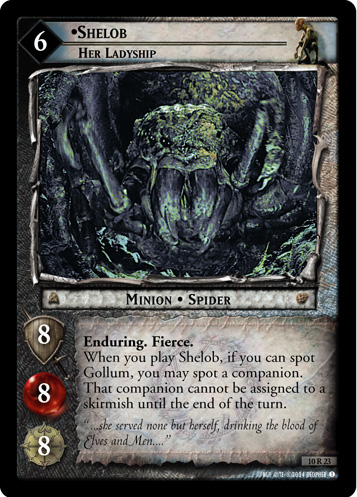 6
•Shelob
Her Ladyship
Minion • Spider
8
8
8
Enduring. Fierce.
When you play Shelob, if you can spot
Gollum, you may spot a companion.
That companion cannot be assigned to a
skirmish until the end of the turn.
"...she served none but herself, drinking the blood of
Elves and Men...."
10 R 23